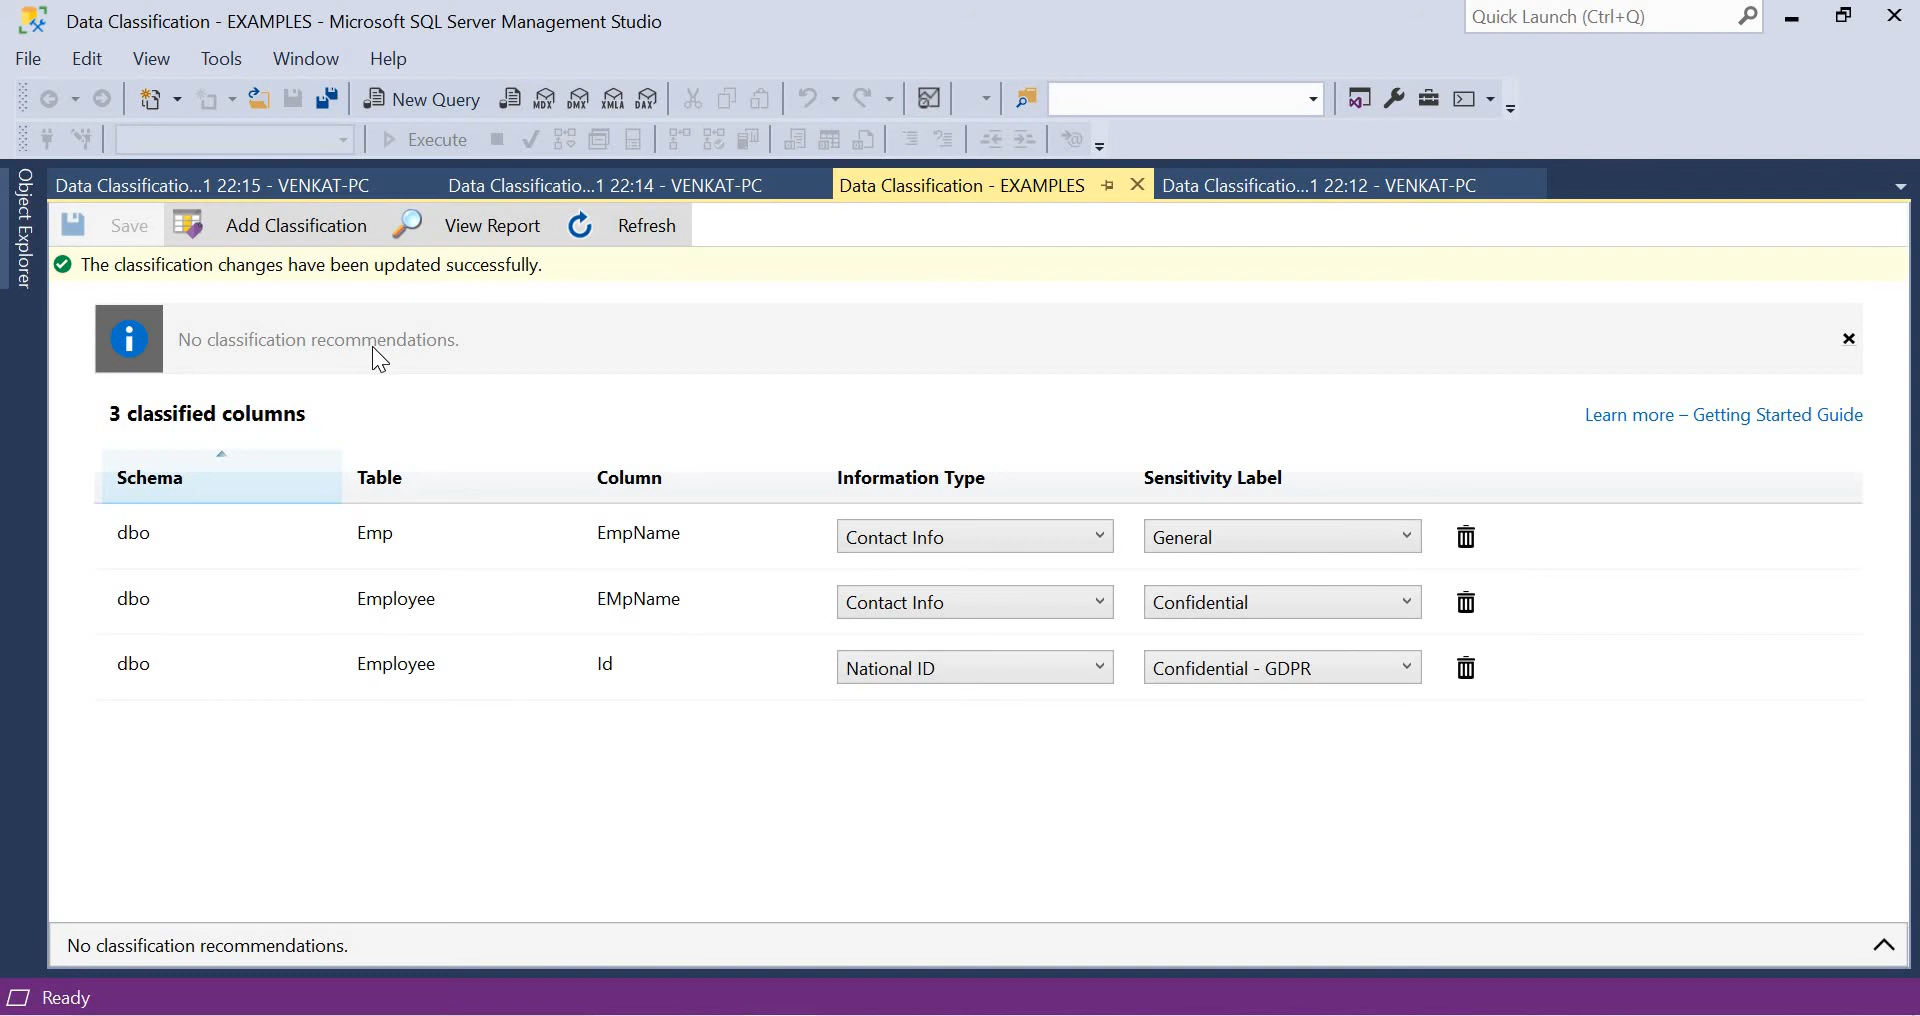 Data Classification - EXAMPLES - Microsoft SQL Server Management Studio
Quick Launch (Ctrl+Q)
File Edit View Tools Window Help
New Query MDX DMX XMLA DAX
Execute
Object Explorer
Data Classificatio...1 22:15 - VENKAT-PC Data Classificatio...1 22:14 - VENKAT-PC Data Classification - EXAMPLES Data Classificatio...1 22:12 - VENKAT-PC
Save Add Classification View Report Refresh
The classification changes have been updated successfully.
No classification recommendations.
3 classified columns
Learn more – Getting Started Guide
Schema Table Column Information Type Sensitivity Label
dbo Emp EmpName Contact Info General
dbo Employee EMpName Contact Info Confidential
dbo Employee Id National ID Confidential - GDPR
No classification recommendations.
Ready